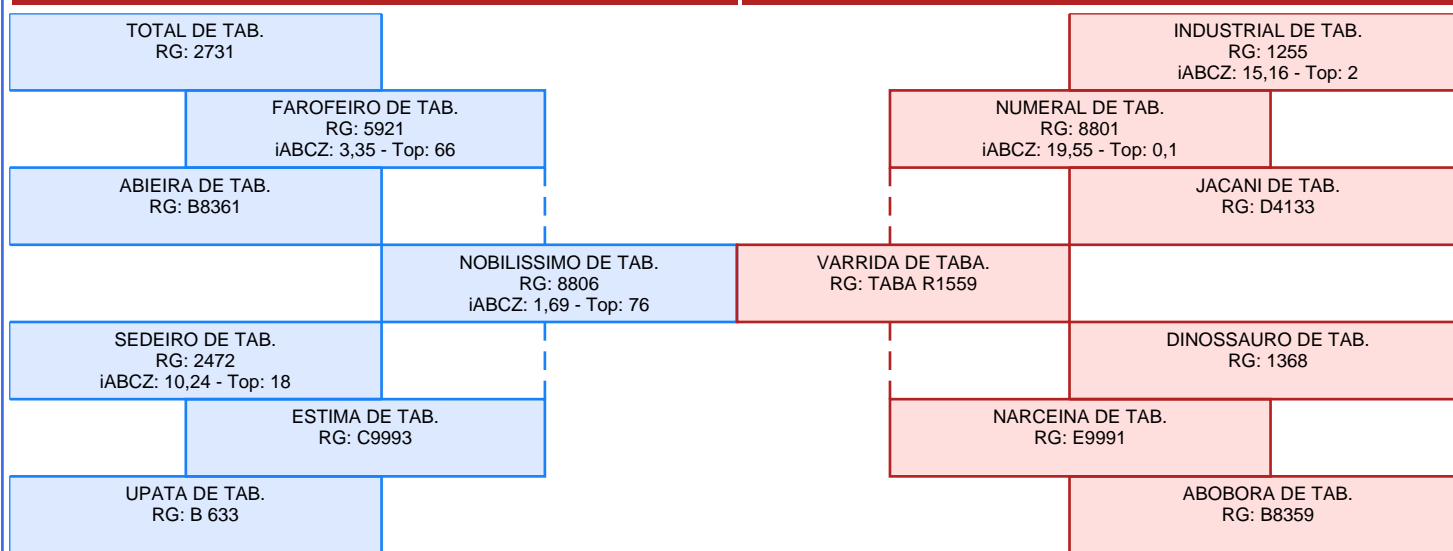 TOTAL DE TAB.
RG: 2731
INDUSTRIAL DE TAB.
RG: 1255
iABCZ: 15,16 - Top: 2
FAROFEIRO DE TAB.
RG: 5921
iABCZ: 3,35 - Top: 66
NUMERAL DE TAB.
RG: 8801
iABCZ: 19,55 - Top: 0,1
ABIEIRA DE TAB.
RG: B8361
JACANI DE TAB.
RG: D4133
NOBILISSIMO DE TAB.
RG: 8806
iABCZ: 1,69 - Top: 76
VARRIDA DE TABA.
RG: TABA R1559
SEDEIRO DE TAB.
RG: 2472
iABCZ: 10,24 - Top: 18
DINOSSAURO DE TAB.
RG: 1368
ESTIMA DE TAB.
RG: C9993
NARCEINA DE TAB.
RG: E9991
UPATA DE TAB.
RG: B 633
ABOBORA DE TAB.
RG: B8359